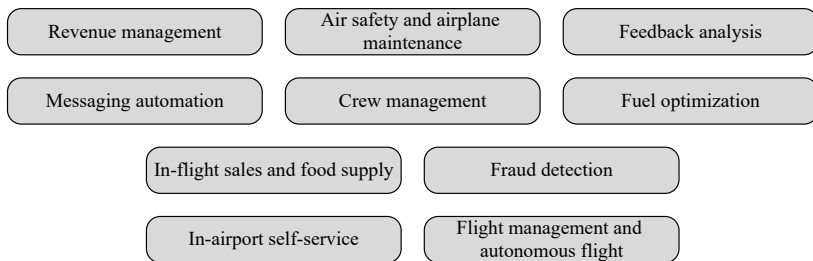 Revenue management
Air safety and airplane
maintenance
Feedback analysis
Messaging automation
Crew management
Fuel optimization
In-flight sales and food supply
Fraud detection
In-airport self-service
Flight management and
autonomous flight